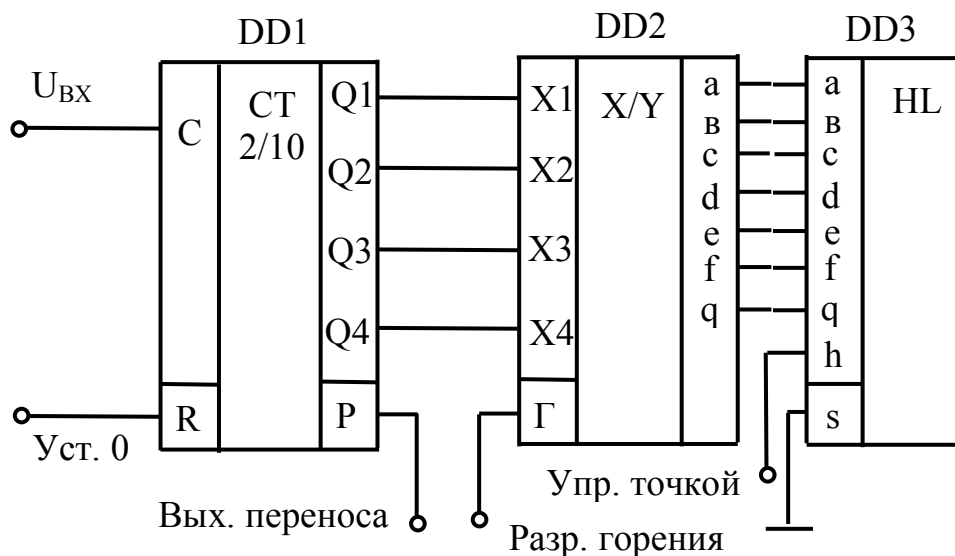 DD1
DD2
DD3
UВХ
C
CT
2/10
Q1
Q2
Q3
Q4
R
P
X1
X2
X3
X4
Г
X/Y
a
в
c
d
e
f
q
a
в
c
d
e
f
q
h
s
HL
Уст. 0
Вых. переноса
Упр. точкой
Разр. горения